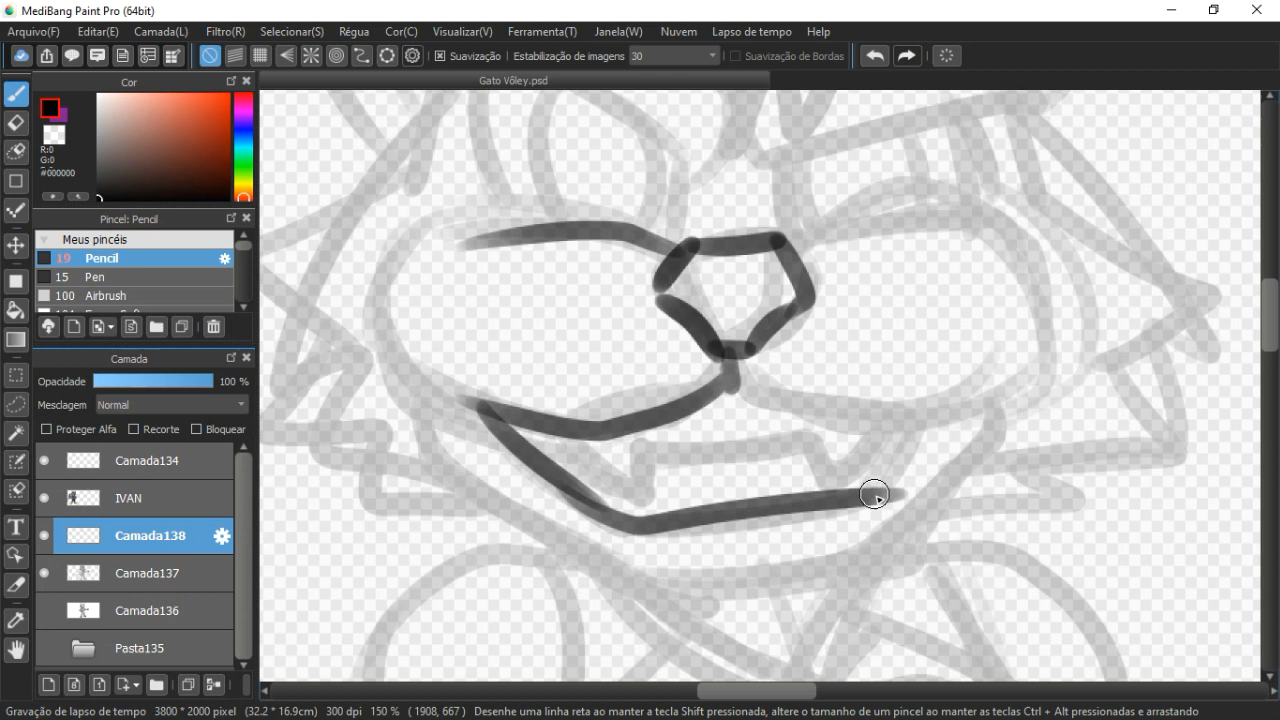 MediBang Paint Pro (64bit)
Arquivo(F) Editar(E) Camada(L) Filtro(R) Selecionar(S) Régua Cor(C) Visualizar(V) Ferramenta(T) Janela(W) Nuvem Lapso de tempo Help
Suavização Estabilização de imagens 30 Suavização de Bordas
Cor
Gato Vôley.psd
R:0
G:0
#000000
Pincel: Pencil
Meus pincéis
19 Pencil
15 Pen
100 Airbrush
Camada
Opacidade 100 %
Mesclagem Normal
Proteger Alfa Recorte Bloquear
Camada134
IVAN
Camada138
Camada137
Camada136
Pasta135
Gravação de lapso de tempo 3800 * 2000 pixel (32.2 * 16.9cm) 300 dpi 150 % ( 1908, 667 ) Desenhe uma linha reta ao manter a tecla Shift pressionada, altere o tamanho de um pincel ao manter as teclas Ctrl + Alt pressionadas e arrastando